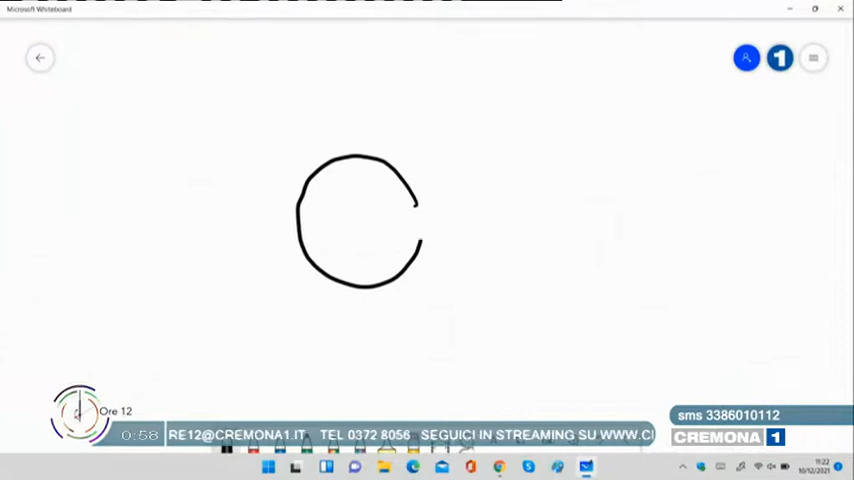 Microsoft Whiteboard
1
Ore 12
sms 3386010112
0:58
RE12@CREMONA1.IT TEL 0372 8056 SEGUICI IN STREAMING SU WWW.CI
CREMONA 1
11:22
10/12/2021